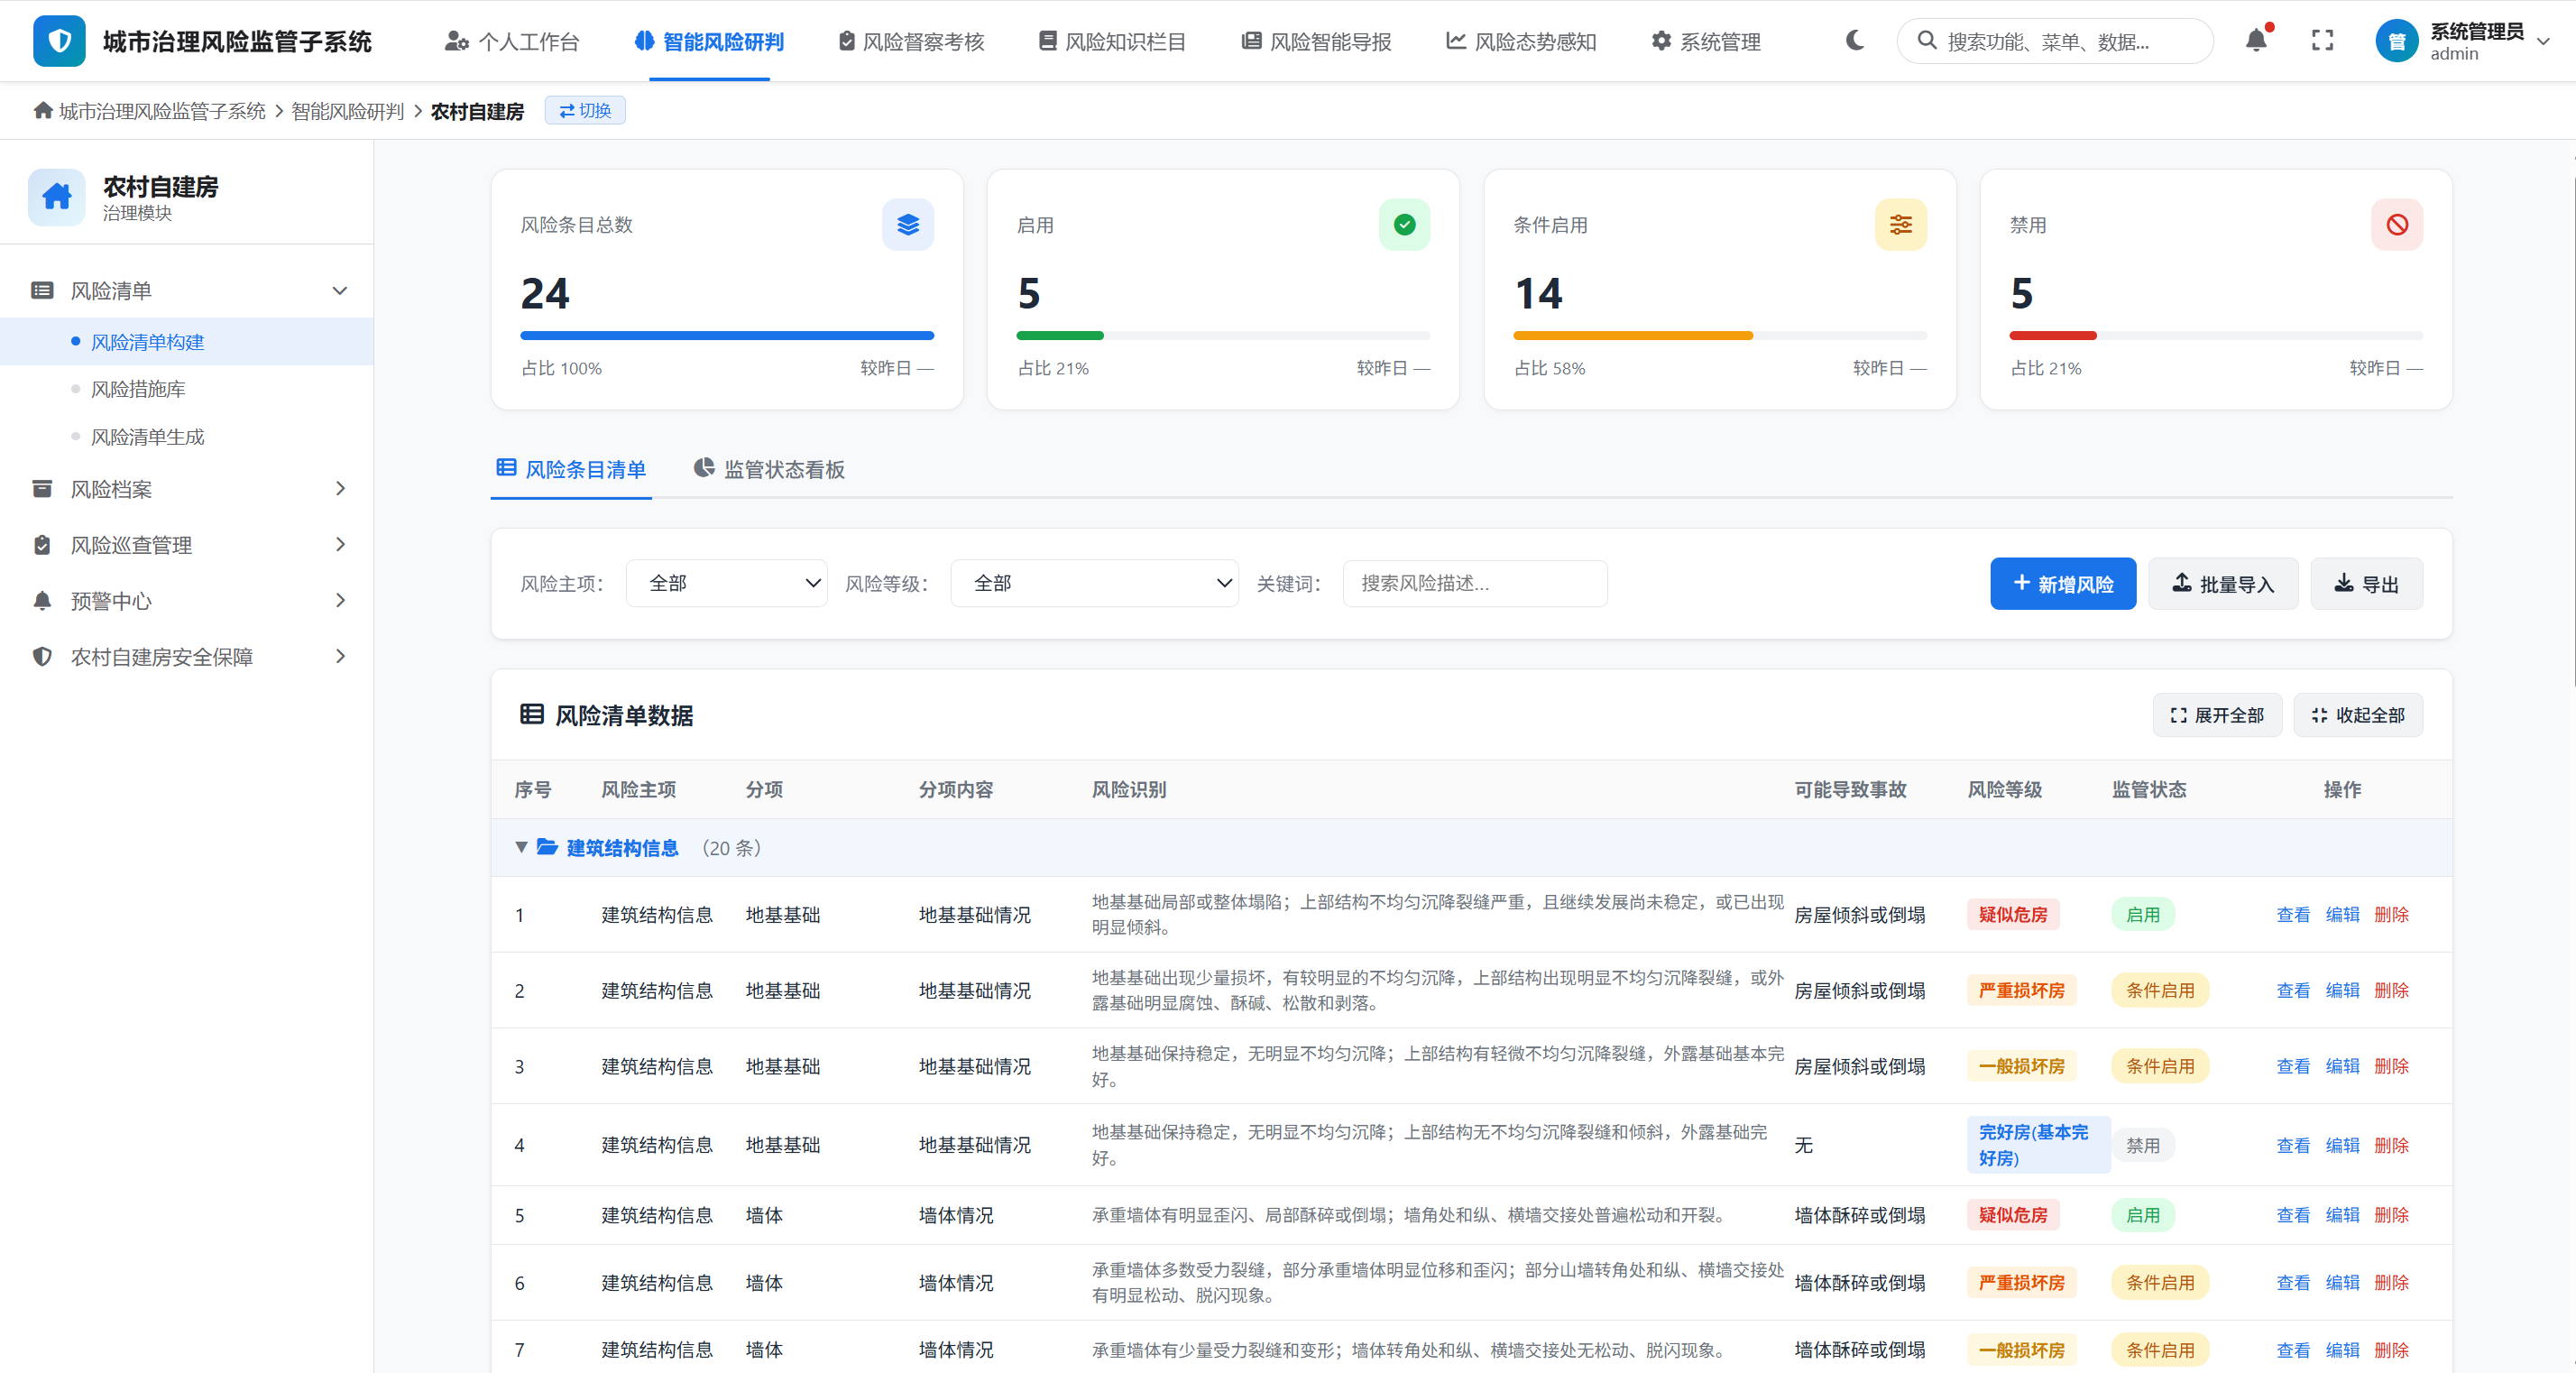 城市治理风险监管子系统
个人工作台
智能风险研判
风险督察考核
风险知识栏目
风险智能导报
风险态势感知
系统管理
搜索功能、菜单、数据...
管
系统管理员
admin
城市治理风险监管子系统 > 智能风险研判 > 农村自建房
切换
农村自建房
治理模块
风险清单
风险清单构建
风险措施库
风险清单生成
风险档案
风险巡查管理
预警中心
农村自建房安全保障
风险条目总数
24
占比 100% 较昨日 —
启用
5
占比 21% 较昨日 —
条件启用
14
占比 58% 较昨日 —
禁用
5
占比 21% 较昨日 —
风险条目清单 监管状态看板
风险主项: 全部 风险等级: 全部 关键词: 搜索风险描述...
新增风险 批量导入 导出
风险清单数据
展开全部 收起全部
序号 风险主项 分项 分项内容 风险识别 可能导致事故 风险等级 监管状态 操作
▼ 建筑结构信息 （20 条）
1 建筑结构信息 地基基础 地基基础情况 地基基础局部或整体塌陷；上部结构不均匀沉降裂缝严重，且继续发展尚未稳定，或已出现
明显倾斜。 房屋倾斜或倒塌 疑似危房 启用 查看 编辑 删除
2 建筑结构信息 地基基础 地基基础情况 地基基础出现少量损坏，有较明显的不均匀沉降，上部结构出现明显不均匀沉降裂缝，或外
露基础明显腐蚀、酥碱、松散和剥落。 房屋倾斜或倒塌 严重损坏房 条件启用 查看 编辑 删除
3 建筑结构信息 地基基础 地基基础情况 地基基础保持稳定，无明显不均匀沉降；上部结构有轻微不均匀沉降裂缝，外露基础基本完
好。 房屋倾斜或倒塌 一般损坏房 条件启用 查看 编辑 删除
4 建筑结构信息 地基基础 地基基础情况 地基基础保持稳定，无明显不均匀沉降；上部结构无不均匀沉降裂缝和倾斜，外露基础完
好。 无 完好房(基本完
好房) 禁用 查看 编辑 删除
5 建筑结构信息 墙体 墙体情况 承重墙体有明显歪闪、局部酥碎或倒塌；墙角处和纵、横墙交接处普遍松动和开裂。 墙体酥碎或倒塌 疑似危房 启用 查看 编辑 删除
6 建筑结构信息 墙体 墙体情况 承重墙体多数受力裂缝，部分承重墙体明显位移和歪闪；部分山墙转角处和纵、横墙交接处
有明显松动、脱闪现象。 墙体酥碎或倒塌 严重损坏房 条件启用 查看 编辑 删除
7 建筑结构信息 墙体 墙体情况 承重墙体有少量受力裂缝和变形；墙体转角处和纵、横墙交接处无松动、脱闪现象。 墙体酥碎或倒塌 一般损坏房 条件启用 查看 编辑 删除